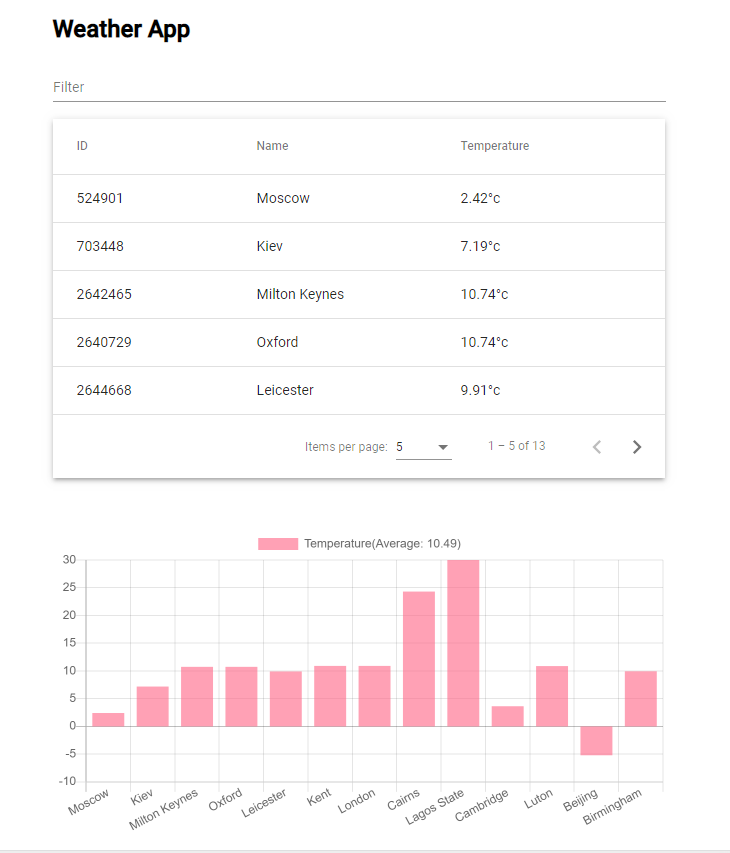 Weather App
Filter
ID Name Temperature
524901 Moscow 2.42°c
703448 Kiev 7.19°c
2642465 Milton Keynes 10.74°c
2640729 Oxford 10.74°c
2644668 Leicester 9.91°c
Items per page: 5 1 – 5 of 13
Temperature(Average: 10.49)
30
25
20
15
10
5
0
-5
-10
Moscow Kiev Milton Keynes Oxford Leicester Kent London Cairns Lagos State Cambridge Luton Beijing Birmingham